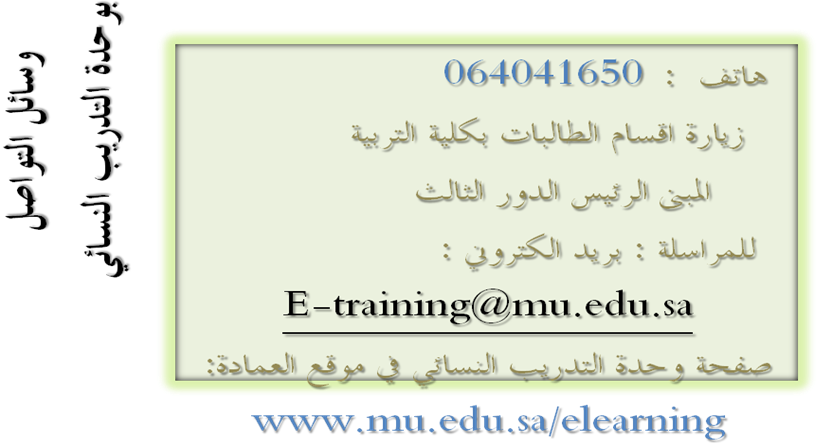 وسائل التواصل
بوحدة التدريب النسائي
هاتف : 064041650
زيارة اقسام الطالبات بكلية التربية
المبنى الرئيس الدور الثالث
للمراسلة : بريد الكتروني :
E-training@mu.edu.sa
صفحة وحدة التدريب النسائي في موقع العمادة:
www.mu.edu.sa/elearning